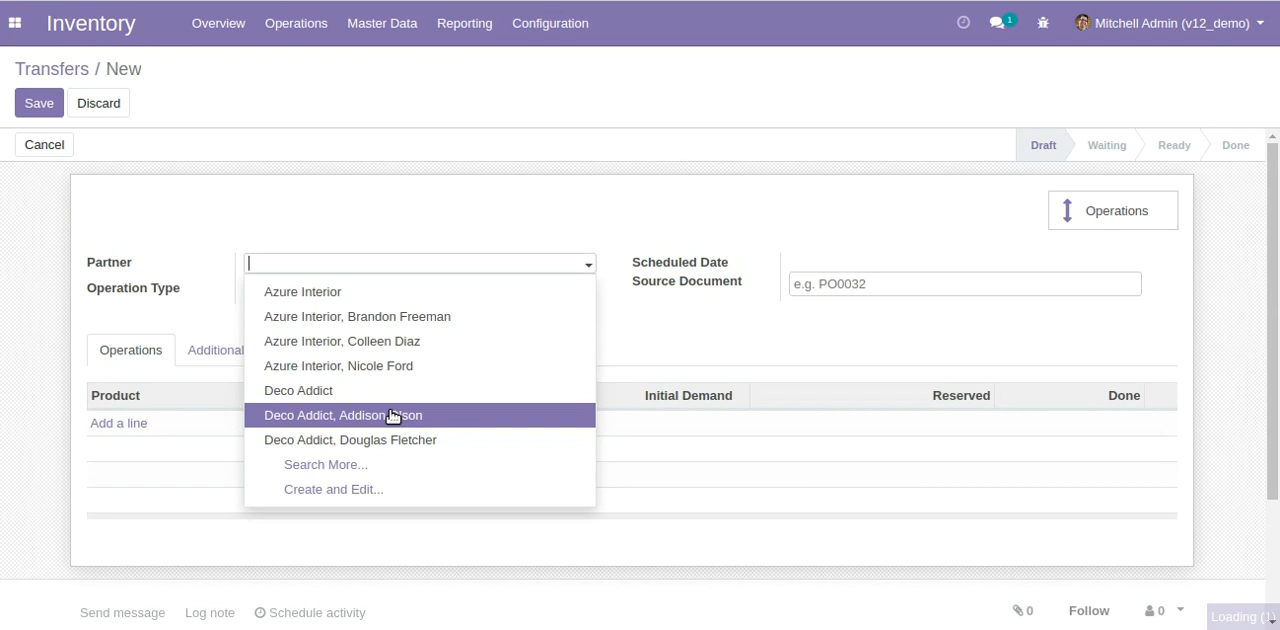 Inventory Overview Operations Master Data Reporting Configuration 1 Mitchell Admin (v12_demo)
Transfers / New
Save Discard
Cancel Draft Waiting Ready Done
Operations
Partner Scheduled Date
Operation Type Source Document e.g. PO0032
Azure Interior
Azure Interior, Brandon Freeman
Azure Interior, Colleen Diaz
Operations Additional
Azure Interior, Nicole Ford
Deco Addict
Product Initial Demand Reserved Done
Deco Addict, Addison
Add a line
Deco Addict, Douglas Fletcher
Search More...
Create and Edit...
Send message Log note Schedule activity 0 Follow 0
Loading (1)